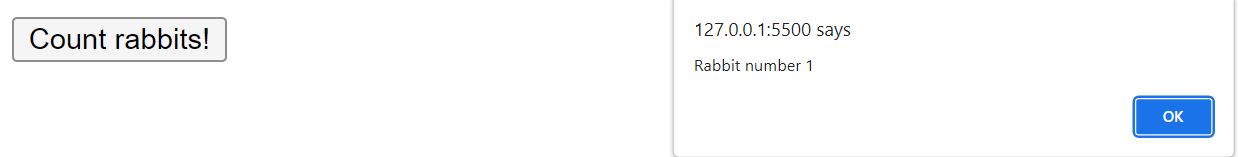 Count rabbits!
127.0.0.1:5500 says
Rabbit number 1
OK